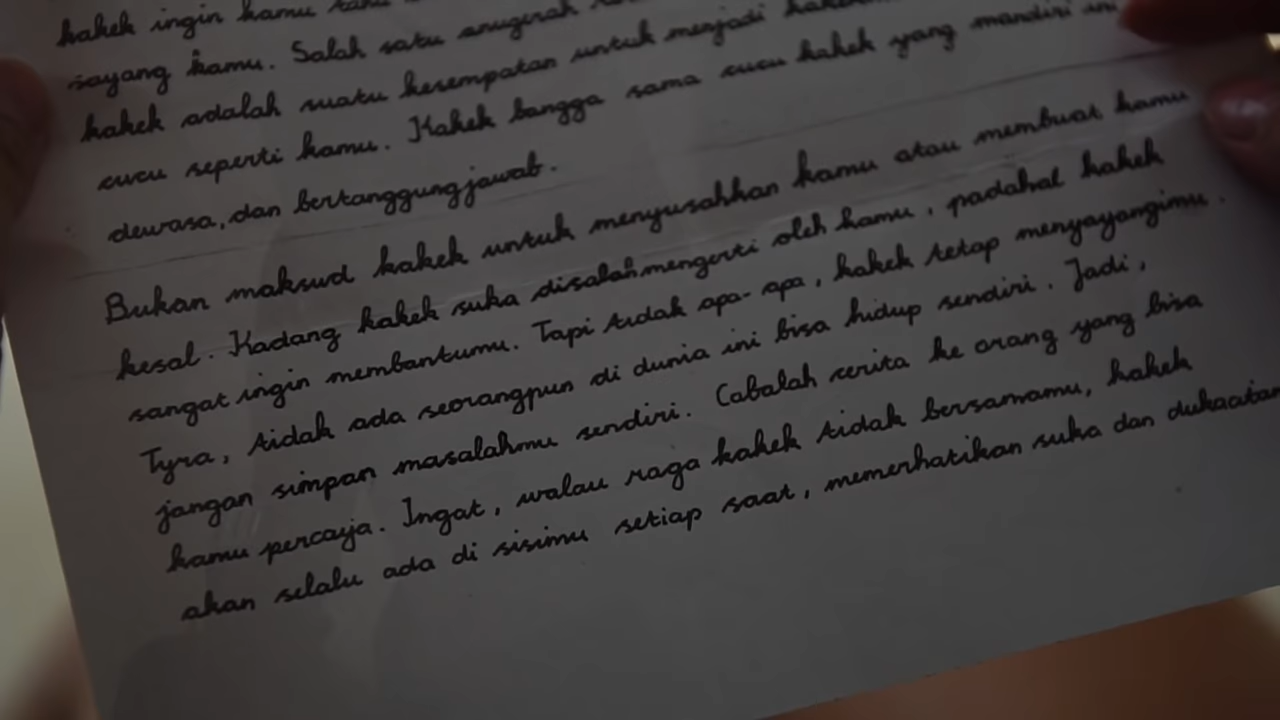 kakek ingin kamu
sayang kamu. Salah satu anugerah
kakek adalah suatu kesempatan untuk menjadi
cucu seperti kamu. Kakek bangga sama cucu kakek yang mandiri ini
dewasa, dan bertanggungjawab.
Bukan maksud kakek untuk menyusahkan kamu atau membuat kamu
kesal. Kadang kakek suka disalahmengerti oleh kamu, padahal kakek
sangat ingin membantumu. Tapi tidak apa-apa, kakek tetap menyayangimu.
Tyra, tidak ada seorangpun di dunia ini bisa hidup sendiri. Jadi,
jangan simpan masalahmu sendiri. Cabalah cerita ke orang yang bisa
kamu percaya. Ingat, walau raga kakek tidak bersamamu, kakek
akan selalu ada di sisimu setiap saat, memerhatikan suka dan